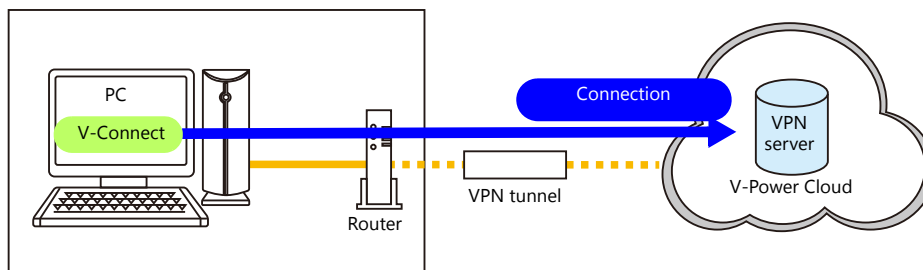 PC
V-Connect
Router
VPN tunnel
Connection
VPN
server
V-Power Cloud